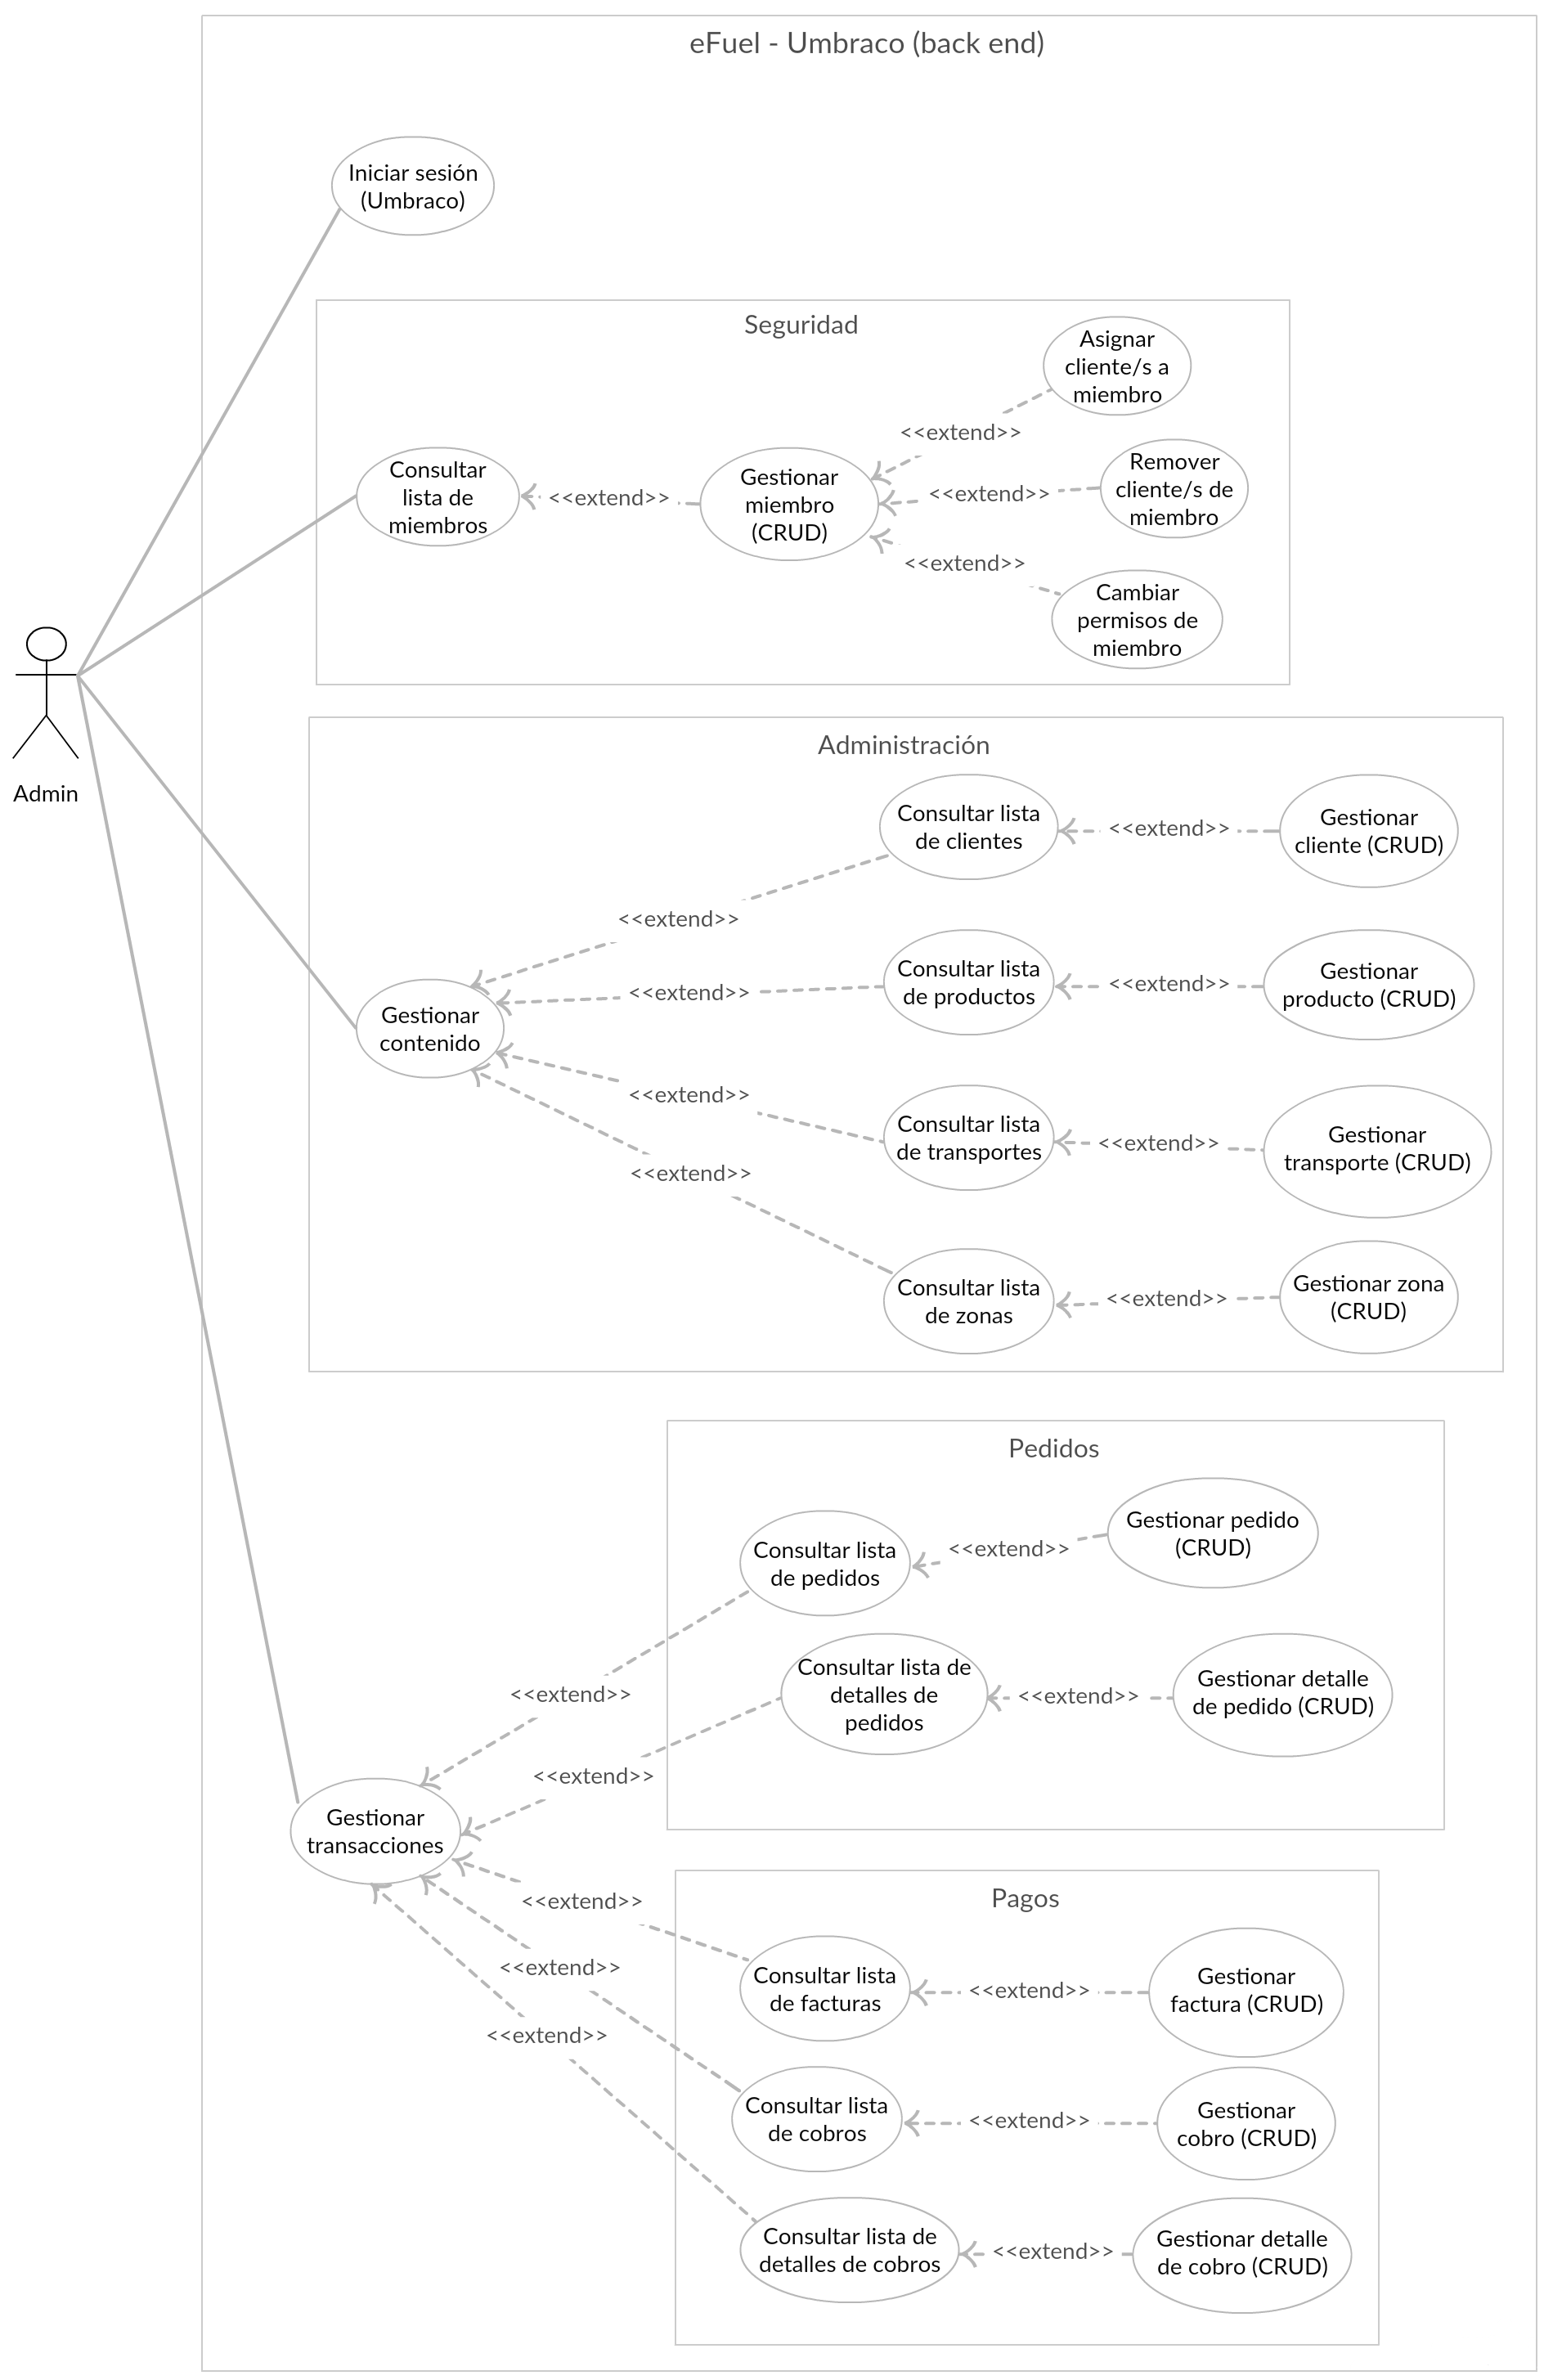 eFuel - Umbraco (back end)
Iniciar sesión
(Umbraco)
Seguridad
Asignar
cliente/s a
miembro
<<extend>>
Consultar
lista de
miembros
<<extend>>
Gestionar
miembro
(CRUD)
<<extend>>
Remover
cliente/s de
miembro
<<extend>>
Cambiar
permisos de
miembro
Admin
Administración
Consultar lista
de clientes
<<extend>>
Gestionar
cliente (CRUD)
<<extend>>
Consultar lista
de productos
<<extend>>
Gestionar
producto (CRUD)
<<extend>>
Gestionar
contenido
<<extend>>
Consultar lista
de transportes
<<extend>>
Gestionar
transporte (CRUD)
<<extend>>
Consultar lista
de zonas
<<extend>>
Gestionar zona
(CRUD)
Pedidos
Consultar lista
de pedidos
<<extend>>
Gestionar pedido
(CRUD)
<<extend>>
Consultar lista de
detalles de
pedidos
<<extend>>
Gestionar detalle
de pedido (CRUD)
<<extend>>
Gestionar
transacciones
Pagos
<<extend>>
Consultar lista
de facturas
<<extend>>
Gestionar
factura (CRUD)
<<extend>>
<<extend>>
Consultar lista
de cobros
<<extend>>
Gestionar
cobro (CRUD)
Consultar lista de
detalles de cobros
<<extend>>
Gestionar detalle
de cobro (CRUD)